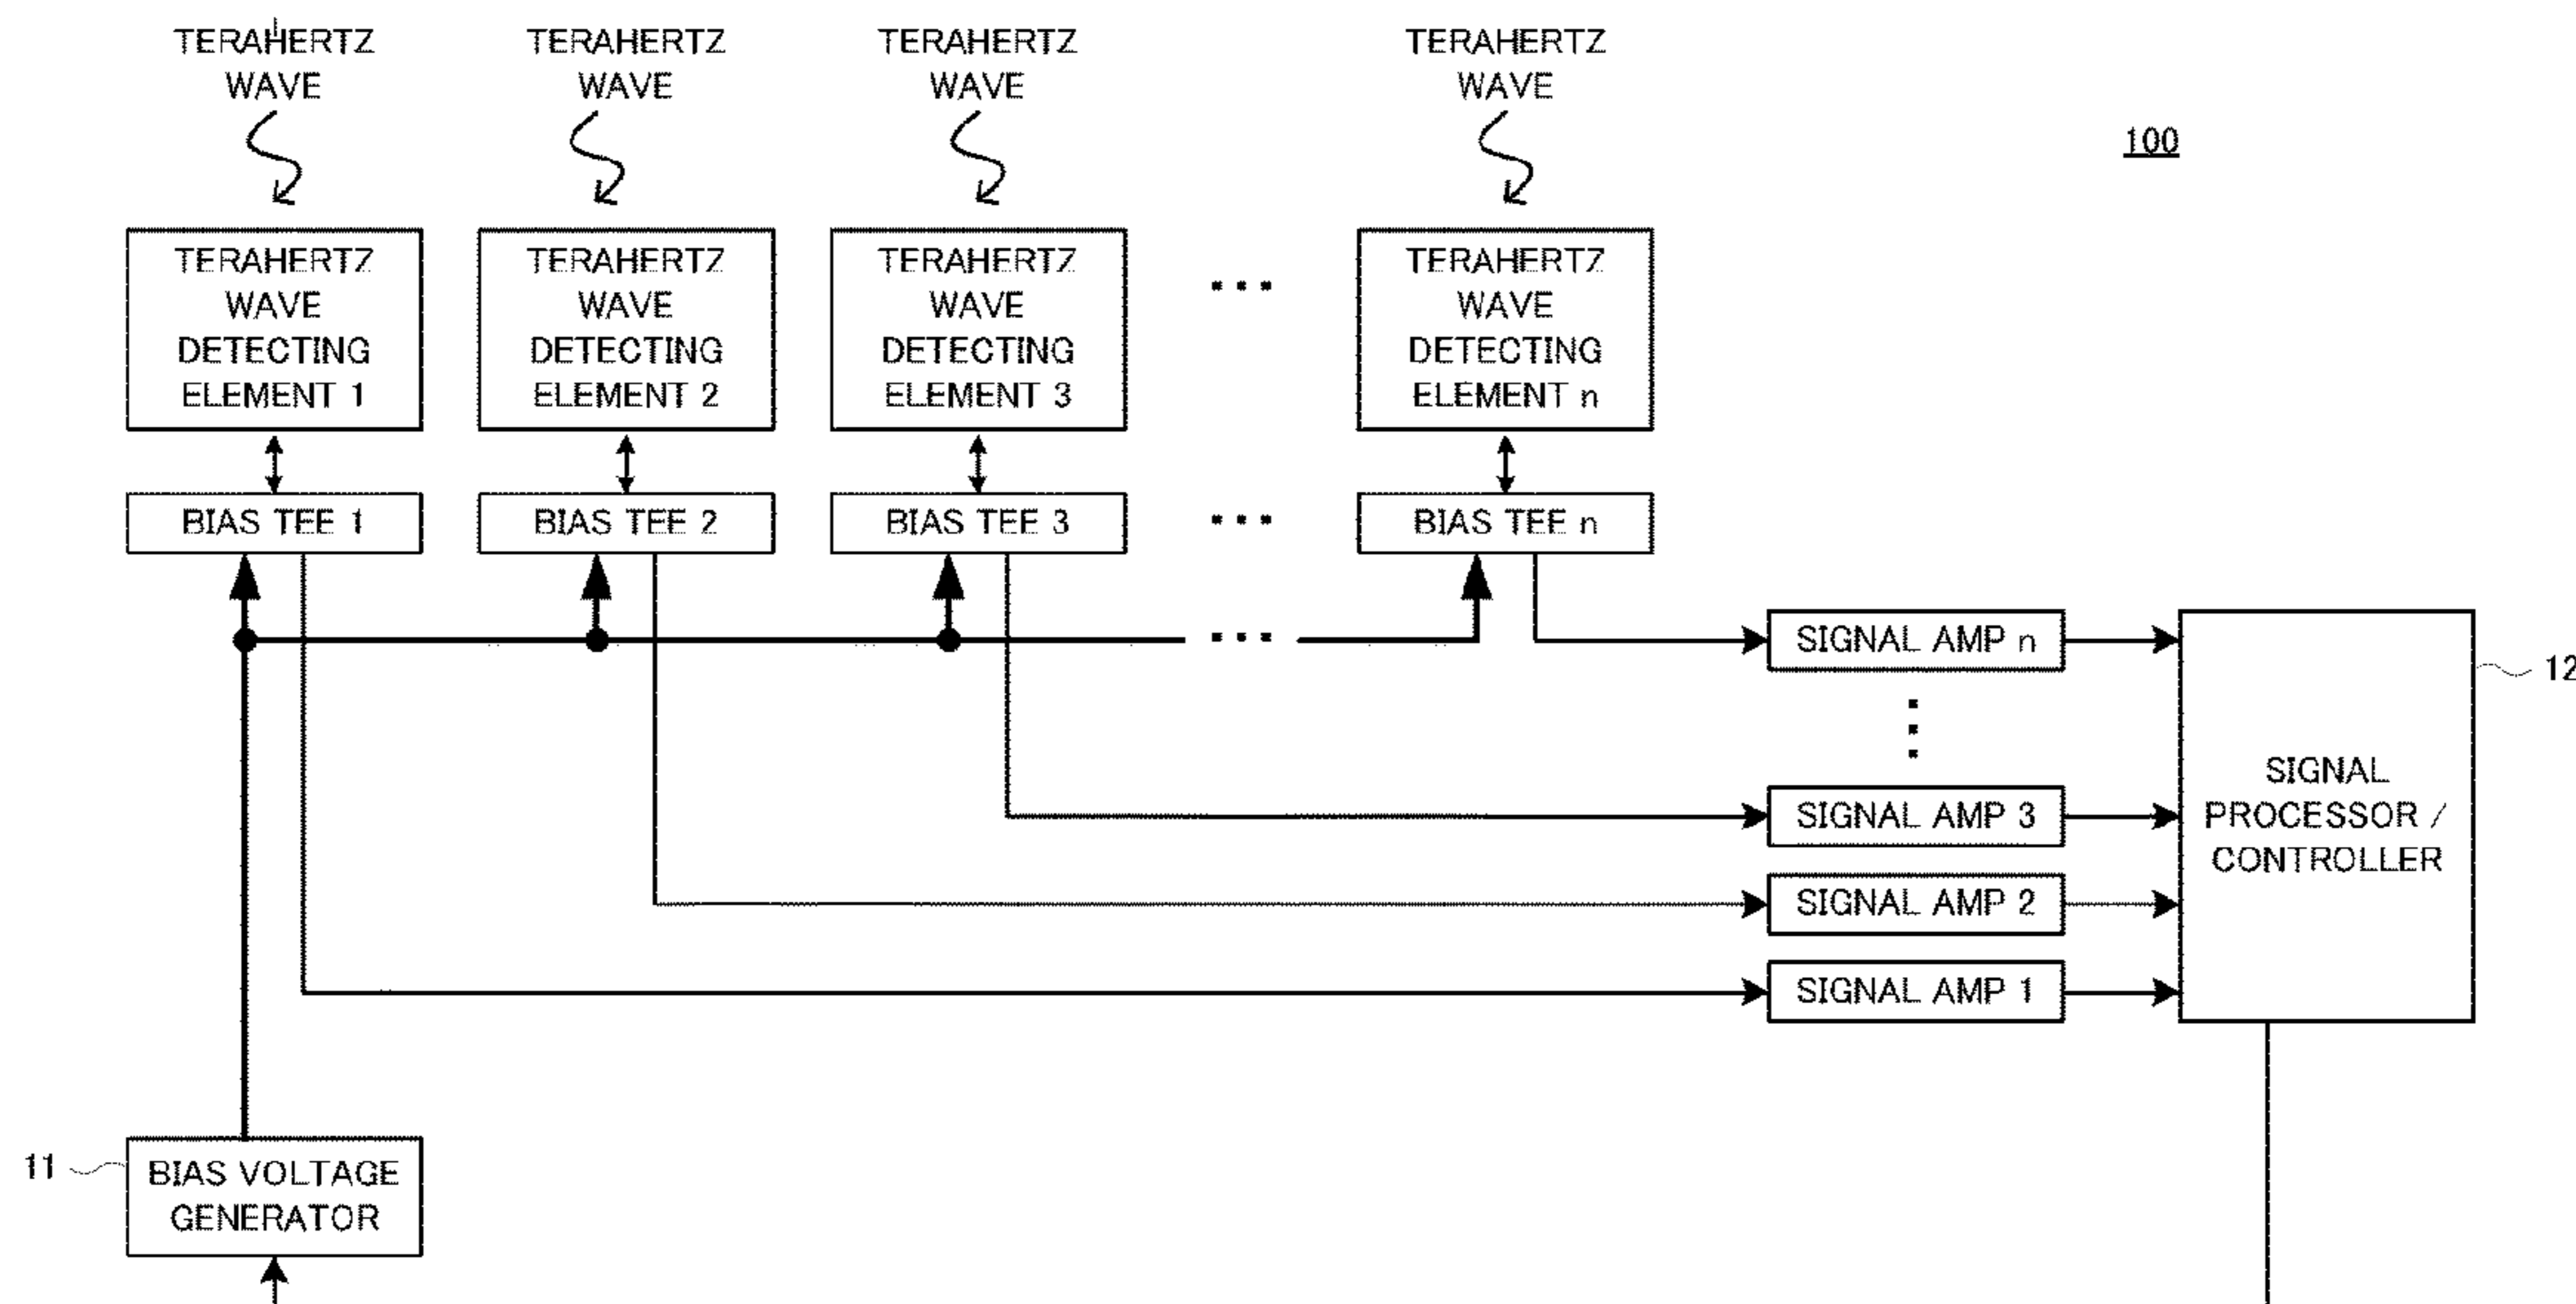 TERAHERTZ
WAVE
TERAHERTZ
WAVE
TERAHERTZ
WAVE
TERAHERTZ
WAVE
100
TERAHERTZ
WAVE
DETECTING
ELEMENT 1
TERAHERTZ
WAVE
DETECTING
ELEMENT 2
TERAHERTZ
WAVE
DETECTING
ELEMENT 3
...
TERAHERTZ
WAVE
DETECTING
ELEMENT n
BIAS TEE 1
BIAS TEE 2
BIAS TEE 3
...
BIAS TEE n
...
SIGNAL AMP n
SIGNAL AMP 3
SIGNAL AMP 2
SIGNAL AMP 1
SIGNAL
PROCESSOR /
CONTROLLER
12
11
BIAS VOLTAGE
GENERATOR